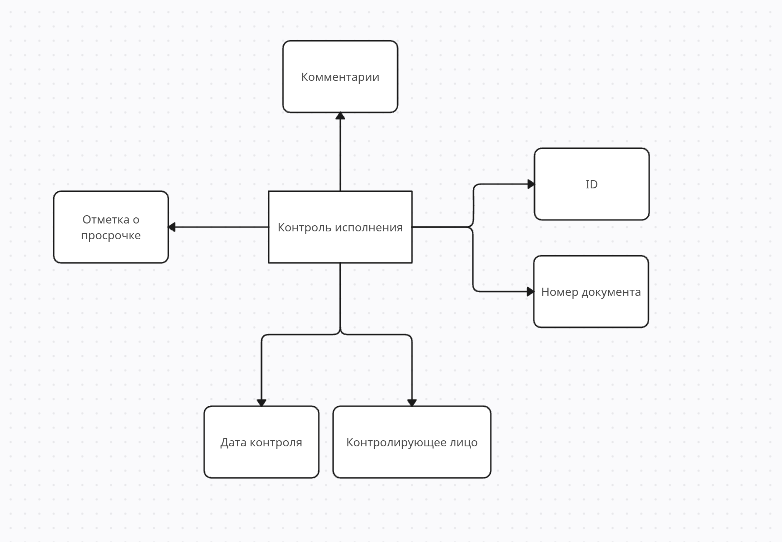 Комментарии
ID
Отметка о
просрочке
Контроль исполнения
Номер документа
Дата контроля
Контролирующее лицо